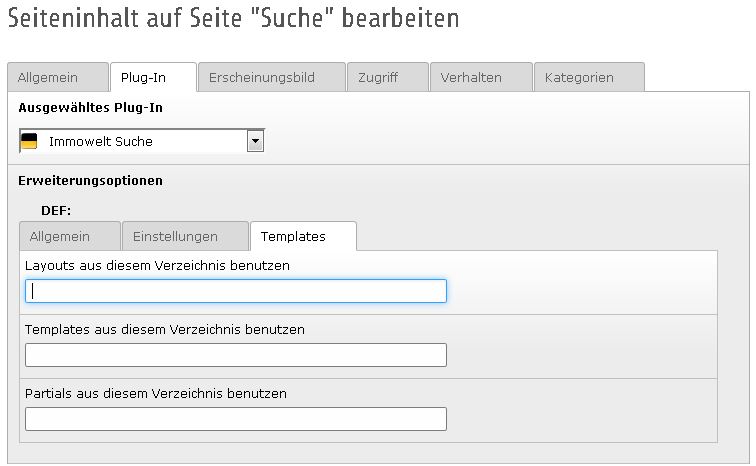 Seiteninhalt auf Seite "Suche" bearbeiten
Allgemein Plug-In Erscheinungsbild Zugriff Verhalten Kategorien
Ausgewähltes Plug-In
Immowelt Suche
Erweiterungsoptionen
DEF:
Allgemein Einstellungen Templates
Layouts aus diesem Verzeichnis benutzen
Templates aus diesem Verzeichnis benutzen
Partials aus diesem Verzeichnis benutzen